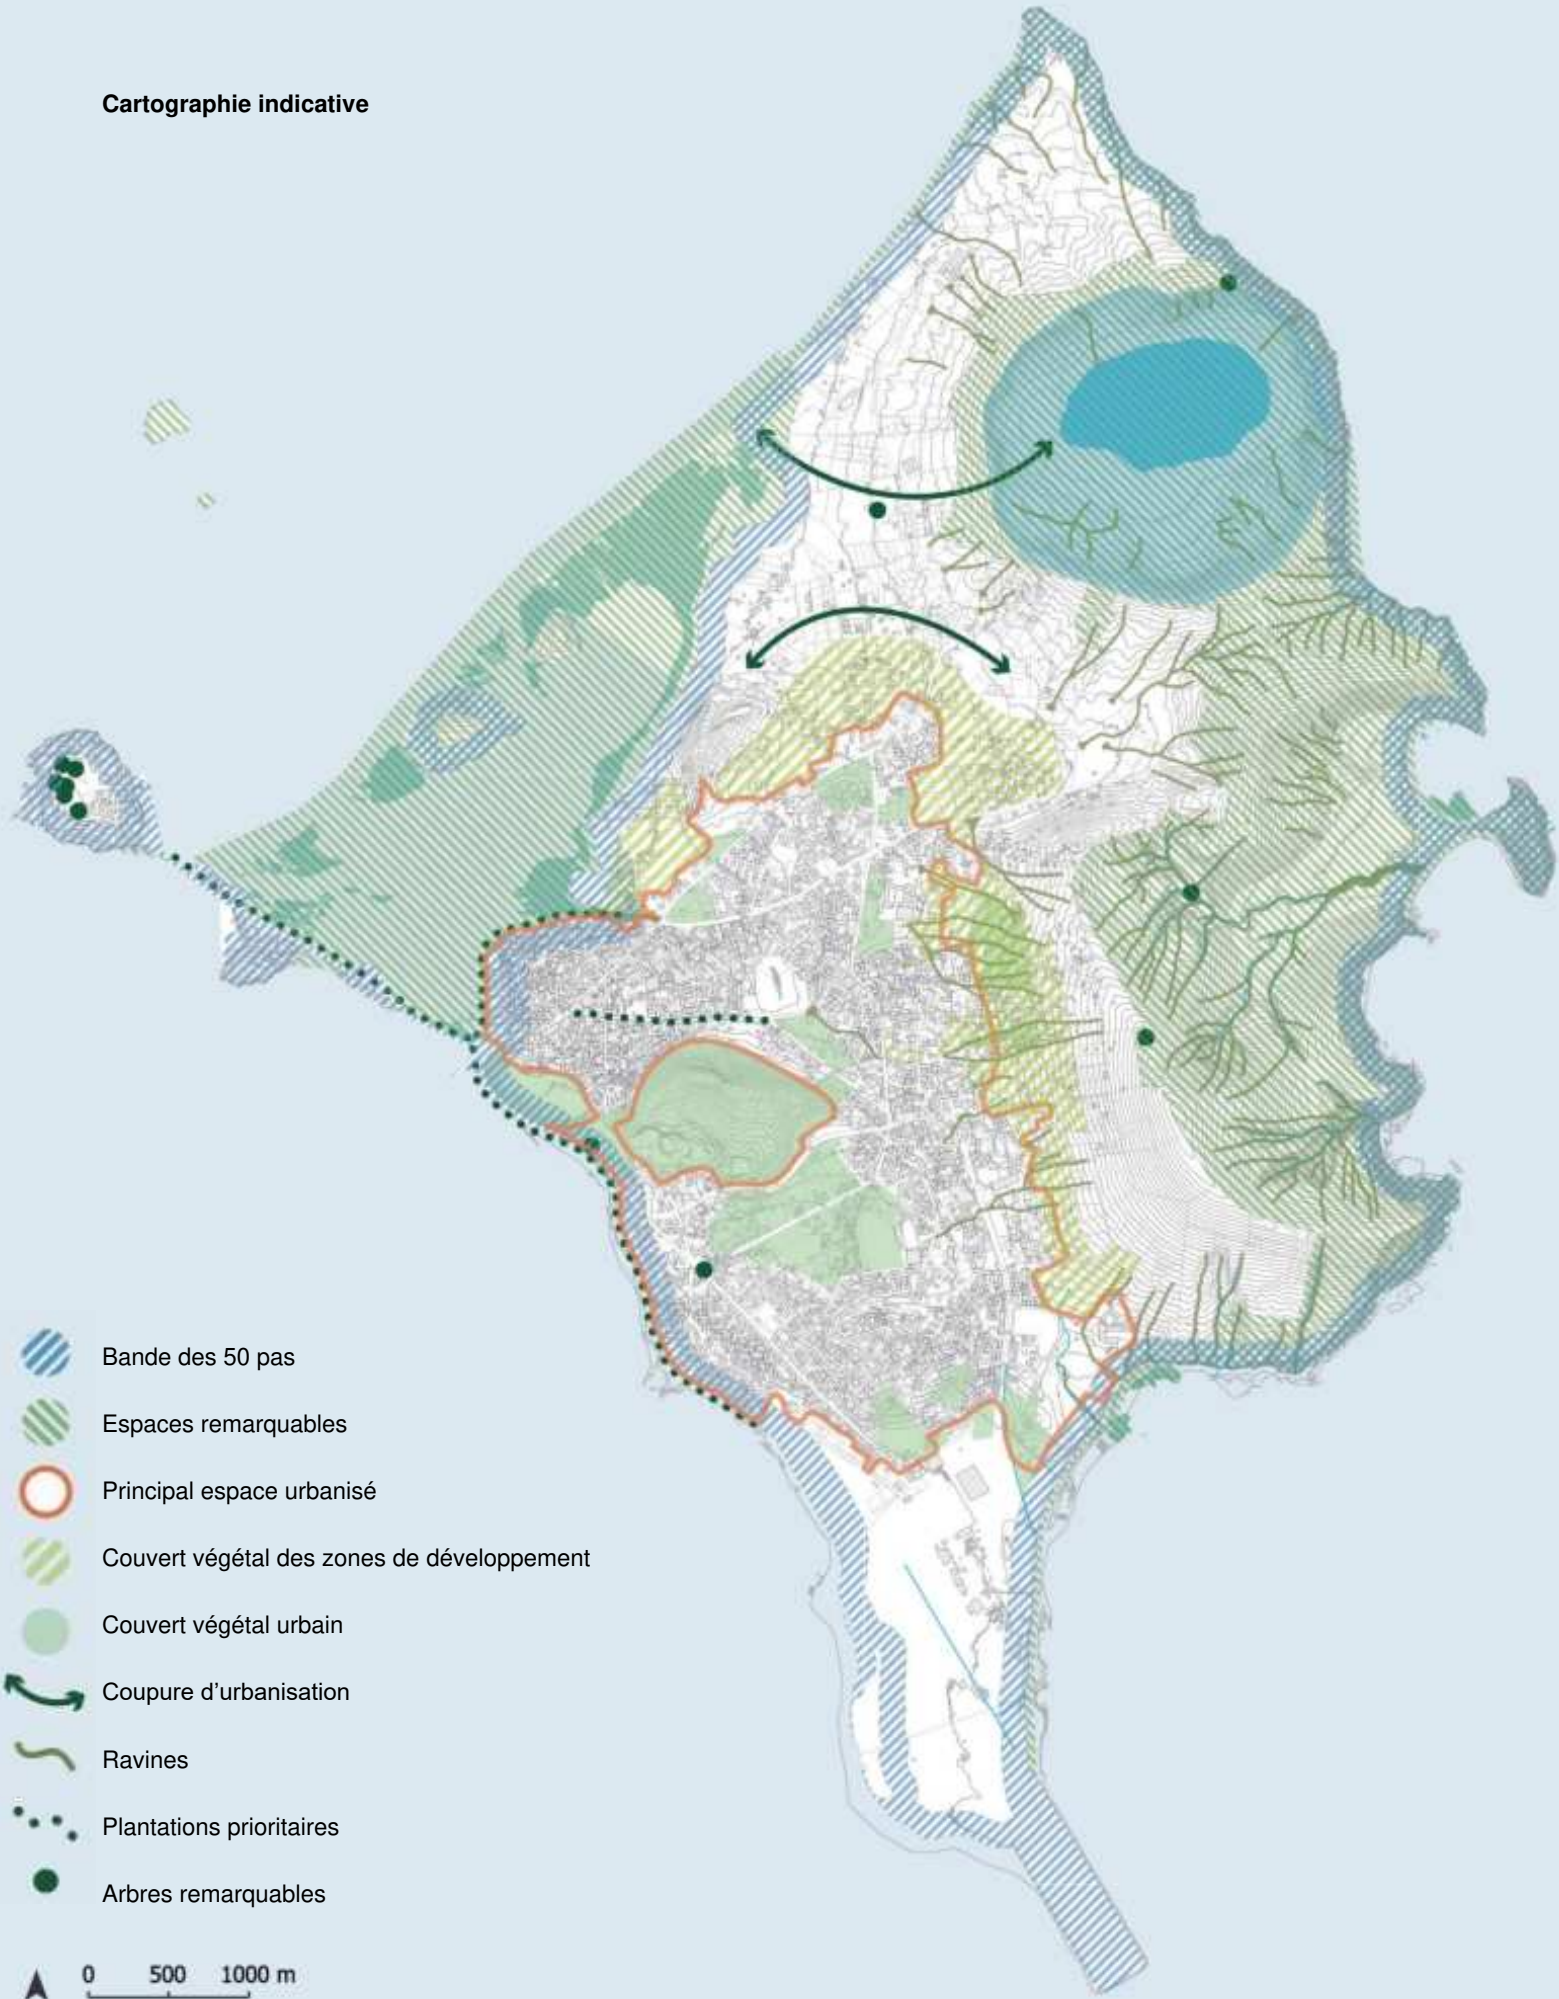 Cartographie indicative
Bande des 50 pas
Espaces remarquables
Principal espace urbanisé
Couvert végétal des zones de développement
Couvert végétal urbain
Coupure d'urbanisation
Ravines
Plantations prioritaires
Arbres remarquables
0 500 1000 m